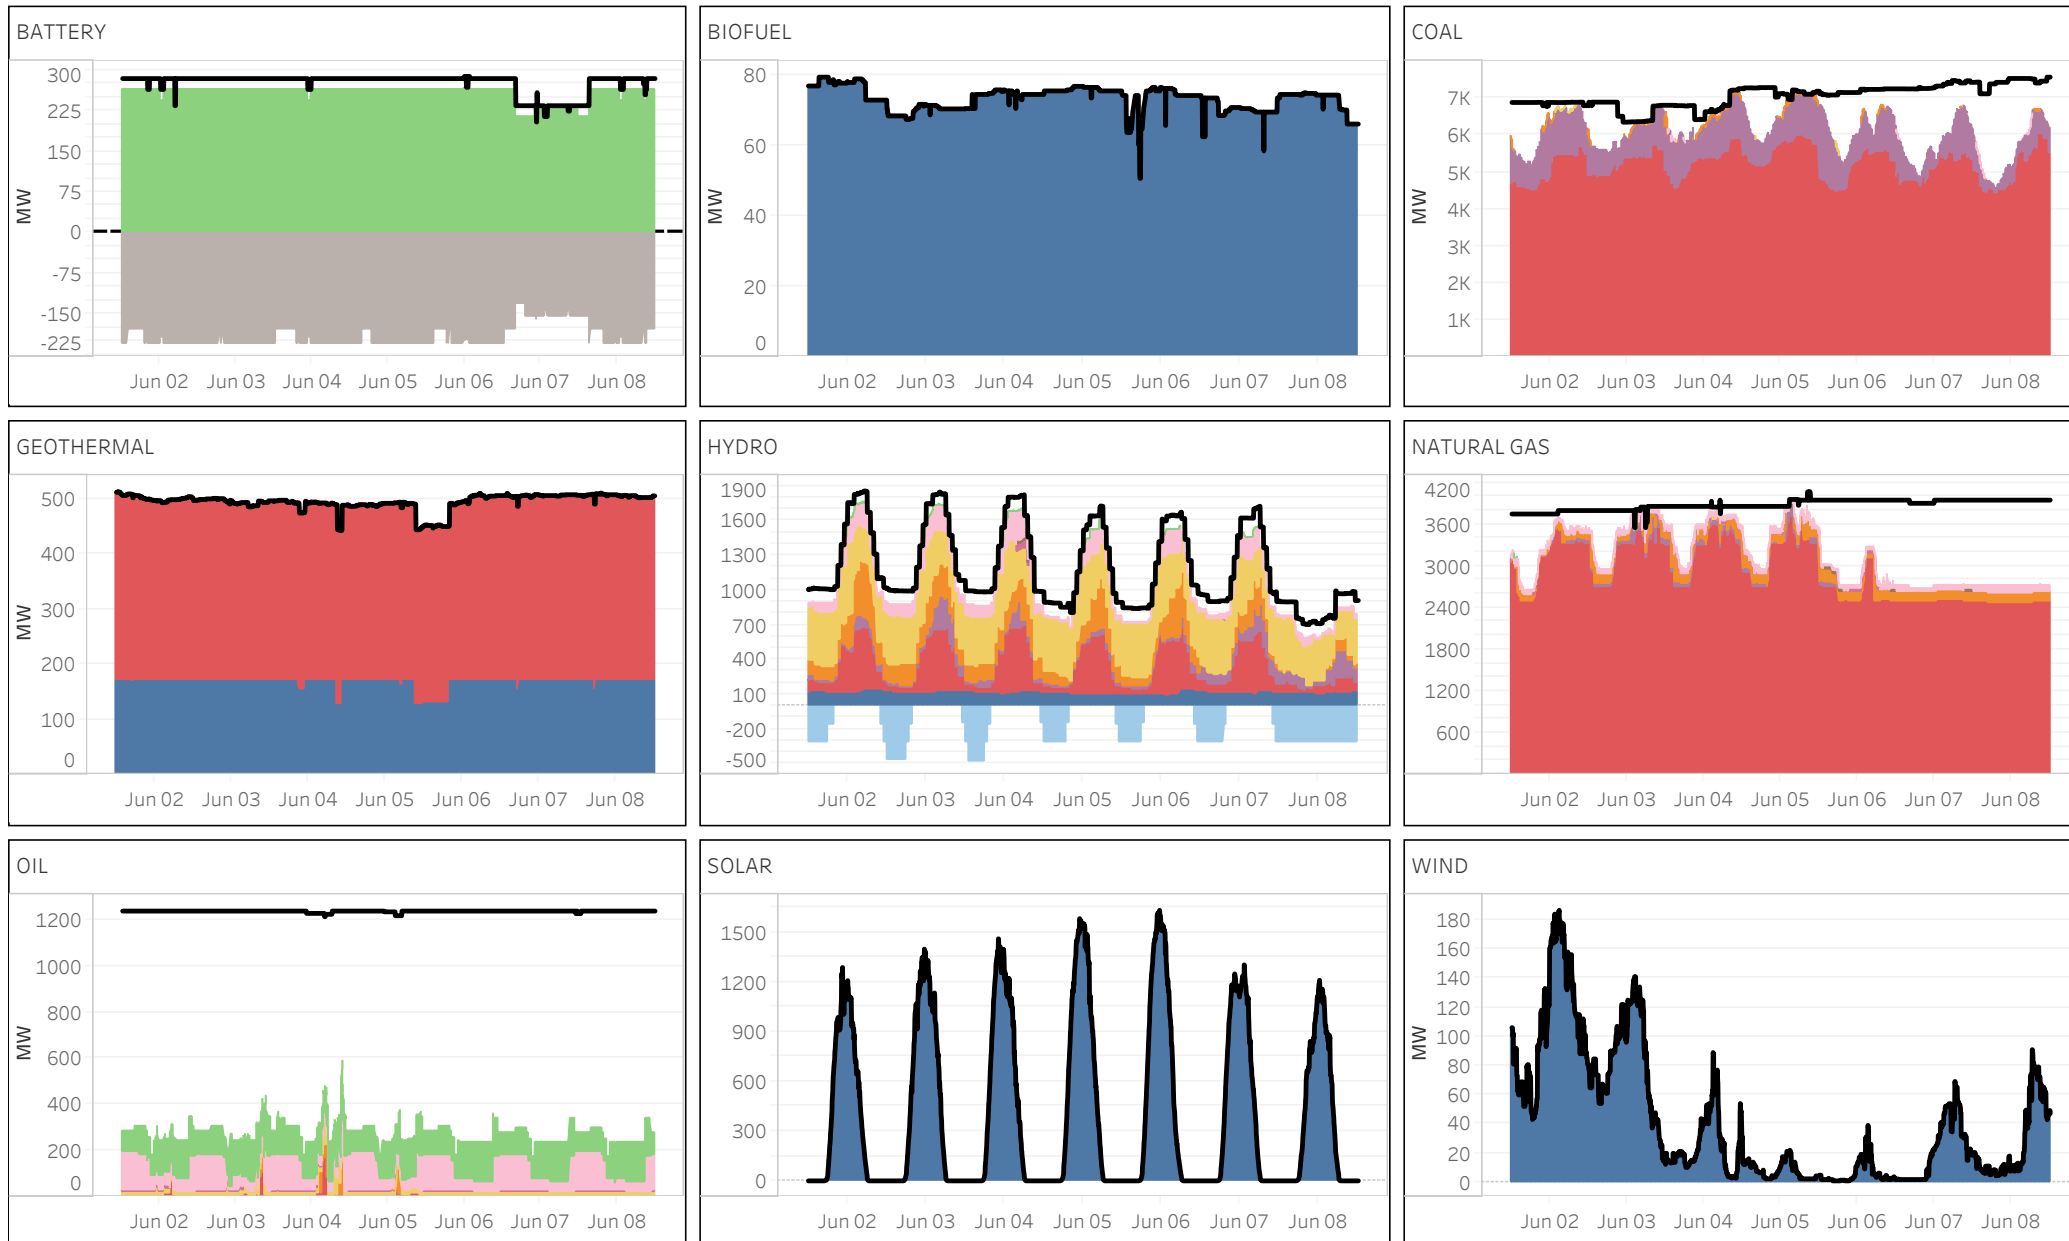 BATTERY
300
225
150
75
0
-75
-150
-225
MW
Jun 02 Jun 03 Jun 04 Jun 05 Jun 06 Jun 07 Jun 08
BIOFUEL
80
60
40
20
0
MW
Jun 02 Jun 03 Jun 04 Jun 05 Jun 06 Jun 07 Jun 08
COAL
7K
6K
5K
4K
3K
2K
1K
MW
Jun 02 Jun 03 Jun 04 Jun 05 Jun 06 Jun 07 Jun 08
GEOTHERMAL
500
400
300
200
100
0
MW
Jun 02 Jun 03 Jun 04 Jun 05 Jun 06 Jun 07 Jun 08
HYDRO
1900
1600
1300
1000
700
400
100
-200
-500
Jun 02 Jun 03 Jun 04 Jun 05 Jun 06 Jun 07 Jun 08
NATURAL GAS
4200
3600
3000
2400
1800
1200
600
Jun 02 Jun 03 Jun 04 Jun 05 Jun 06 Jun 07 Jun 08
OIL
1200
1000
800
600
400
200
0
MW
Jun 02 Jun 03 Jun 04 Jun 05 Jun 06 Jun 07 Jun 08
SOLAR
1500
1200
900
600
300
0
Jun 02 Jun 03 Jun 04 Jun 05 Jun 06 Jun 07 Jun 08
WIND
180
160
140
120
100
80
60
40
20
0
MW
Jun 02 Jun 03 Jun 04 Jun 05 Jun 06 Jun 07 Jun 08